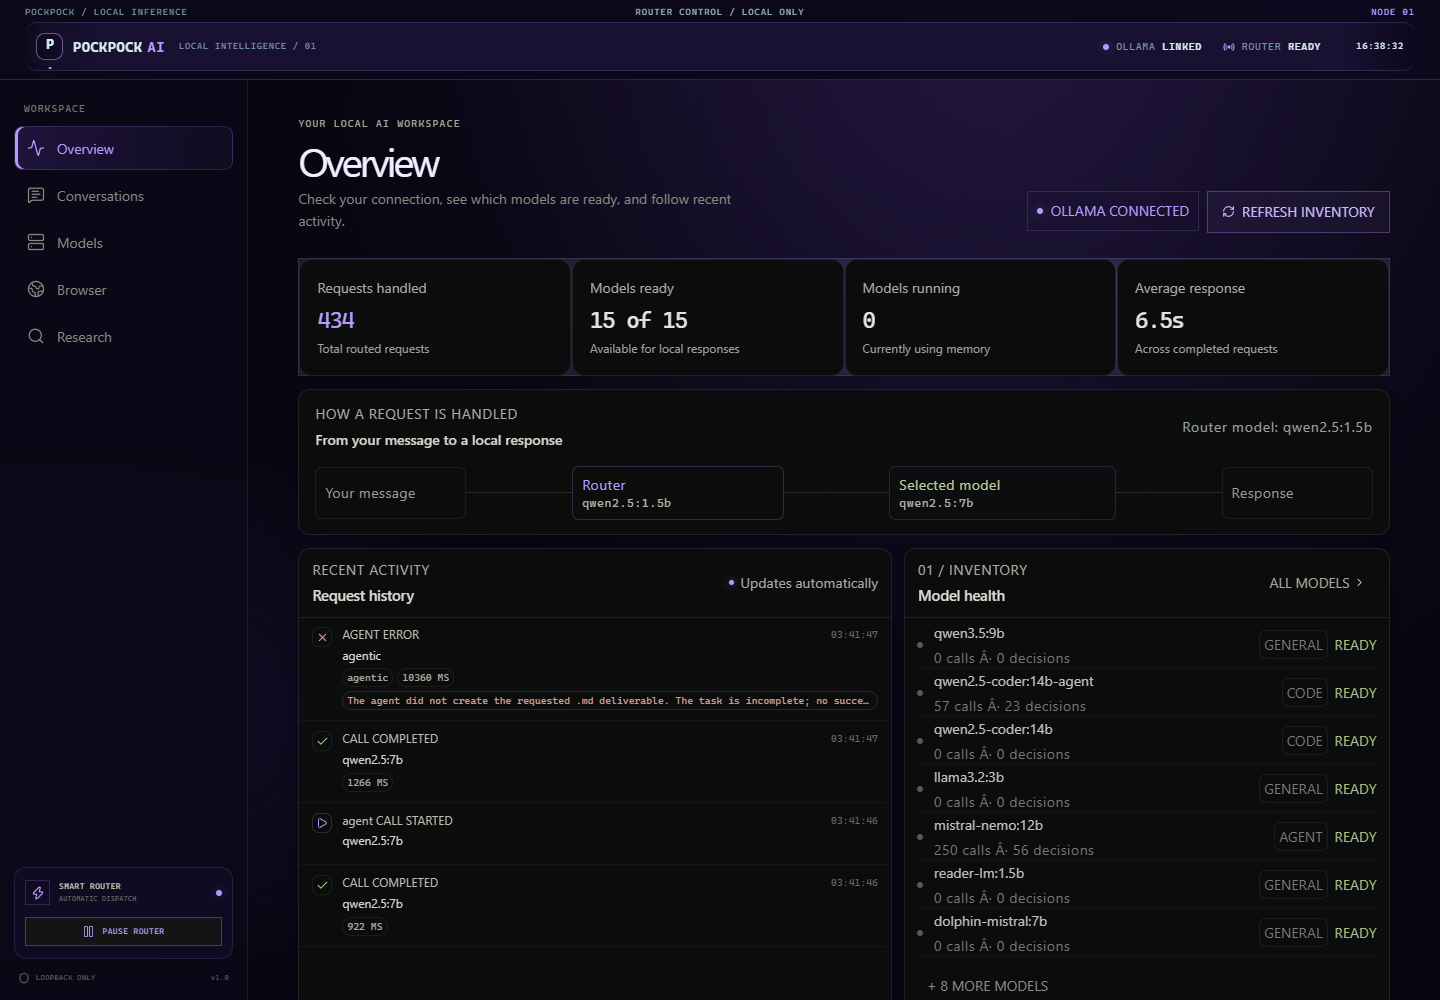 POCKPOCK / LOCAL INFERENCE
ROUTER CONTROL / LOCAL ONLY
NODE 01
P
POCKPOCK AI
LOCAL INTELLIGENCE / 01
OLLAMA LINKED
ROUTER READY
16:38:32
WORKSPACE
Overview
Conversations
Models
Browser
Research
SMART ROUTER
AUTOMATIC DISPATCH
PAUSE ROUTER
LOOPBACK ONLY
v1.0
YOUR LOCAL AI WORKSPACE
Overview
Check your connection, see which models are ready, and follow recent
activity.
OLLAMA CONNECTED
REFRESH INVENTORY
Requests handled
434
Total routed requests
Models ready
15 of 15
Available for local responses
Models running
0
Currently using memory
Average response
6.5s
Across completed requests
HOW A REQUEST IS HANDLED
From your message to a local response
Router model: qwen2.5:1.5b
Your message
Router
qwen2.5:1.5b
Selected model
qwen2.5:7b
Response
RECENT ACTIVITY
Request history
Updates automatically
AGENT ERROR
03:41:47
agentic
agentic
10360 MS
The agent did not create the requested .md deliverable. The task is incomplete; no succe…
CALL COMPLETED
03:41:47
qwen2.5:7b
1266 MS
agent CALL STARTED
03:41:46
qwen2.5:7b
CALL COMPLETED
03:41:46
qwen2.5:7b
922 MS
01 / INVENTORY
Model health
ALL MODELS
qwen3.5:9b
0 calls Â· 0 decisions
GENERAL
READY
qwen2.5-coder:14b-agent
57 calls Â· 23 decisions
CODE
READY
qwen2.5-coder:14b
0 calls Â· 0 decisions
CODE
READY
llama3.2:3b
0 calls Â· 0 decisions
GENERAL
READY
mistral-nemo:12b
250 calls Â· 56 decisions
AGENT
READY
reader-lm:1.5b
0 calls Â· 0 decisions
GENERAL
READY
dolphin-mistral:7b
0 calls Â· 0 decisions
GENERAL
READY
+ 8 MORE MODELS